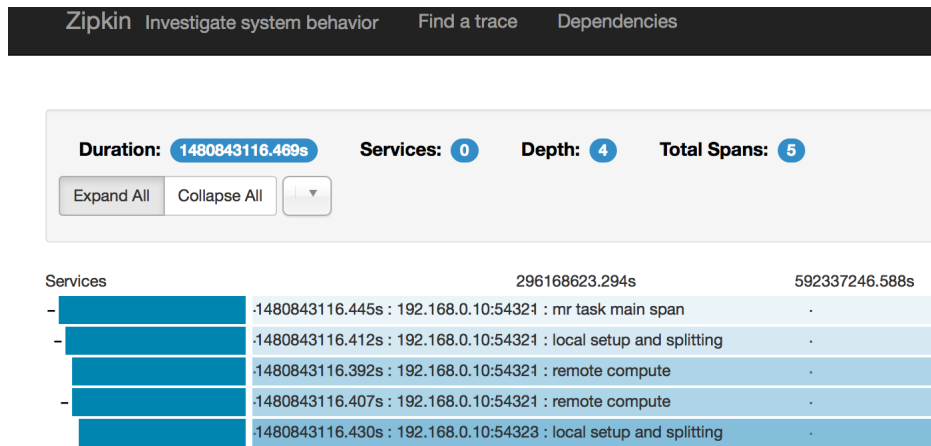 Zipkin Investigate system behavior Find a trace Dependencies
Duration: 1480843116.469s Services: 0 Depth: 4 Total Spans: 5
Expand All Collapse All
Services 296168623.294s 592337246.588s
-1480843116.445s : 192.168.0.10:54321 : mr task main span
-1480843116.412s : 192.168.0.10:54321 : local setup and splitting
-1480843116.392s : 192.168.0.10:54321 : remote compute
-1480843116.407s : 192.168.0.10:54321 : remote compute
-1480843116.430s : 192.168.0.10:54323 : local setup and splitting